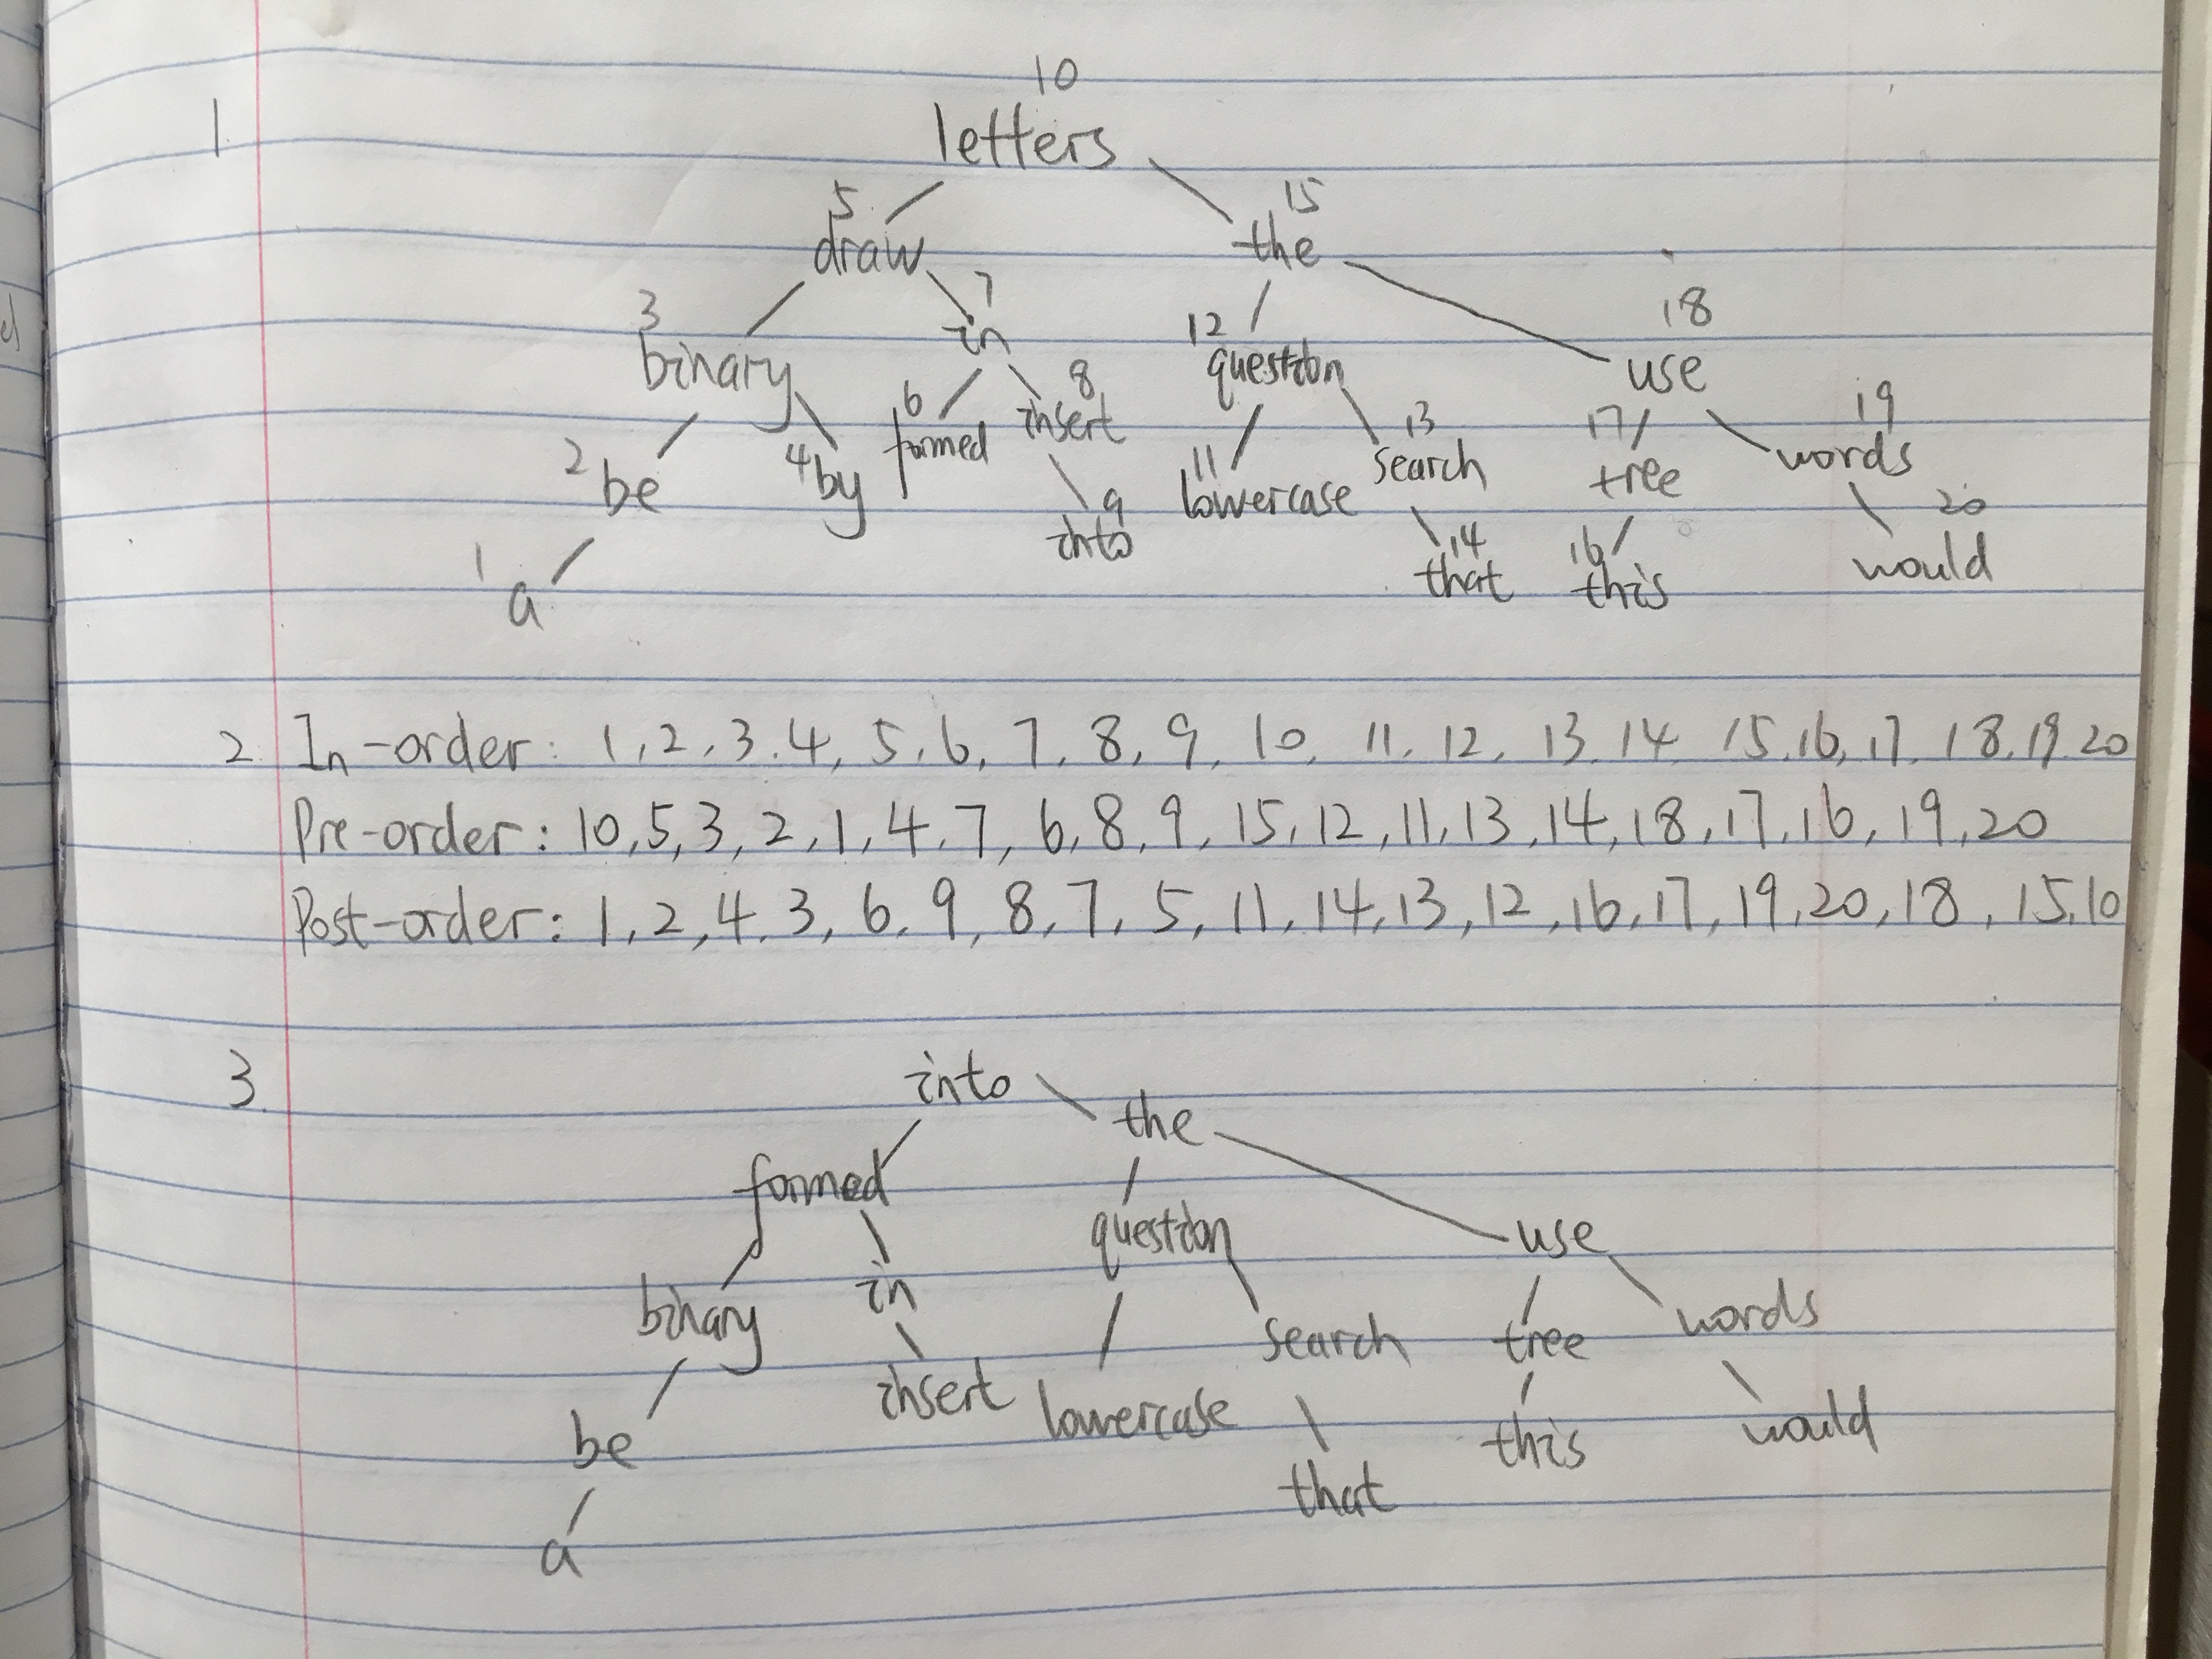 10
1. letters
5 15
draw the
3 7 18
binary in 12 question use
6 8 13 17 19
2 be 4 by formed insert 11 lowercase search tree words
9 14 16 20
1 a into that this would
2. In-order: 1, 2, 3, 4, 5, 6, 7, 8, 9, 10, 11, 12, 13, 14, 15, 16, 17, 18, 19, 20
Pre-order: 10, 5, 3, 2, 1, 4, 7, 6, 8, 9, 15, 12, 11, 13, 14, 18, 17, 16, 19, 20
Post-order: 1, 2, 4, 3, 6, 9, 8, 7, 5, 11, 14, 13, 12, 16, 17, 19, 20, 18, 15, 10
3. into
the
formed
question use
binary in
search tree words
insert lowercase
be this would
that
a